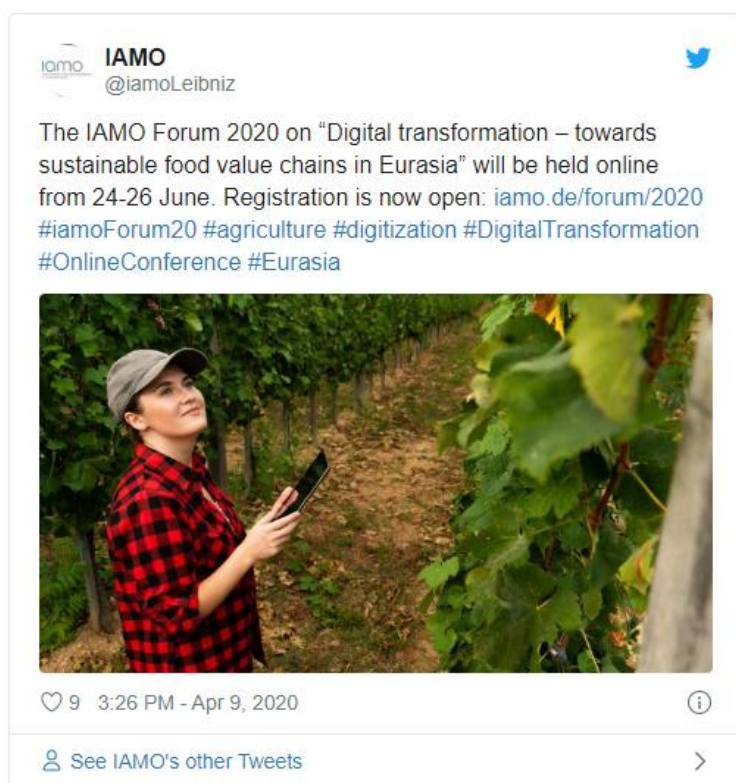 IAMO
@iamoLeibniz
iamo
The IAMO Forum 2020 on “Digital transformation – towards
sustainable food value chains in Eurasia” will be held online
from 24-26 June. Registration is now open: iamo.de/forum/2020
#iamoForum20 #agriculture #digitization #DigitalTransformation
#OnlineConference #Eurasia
9 3:26 PM - Apr 9, 2020
See IAMO's other Tweets